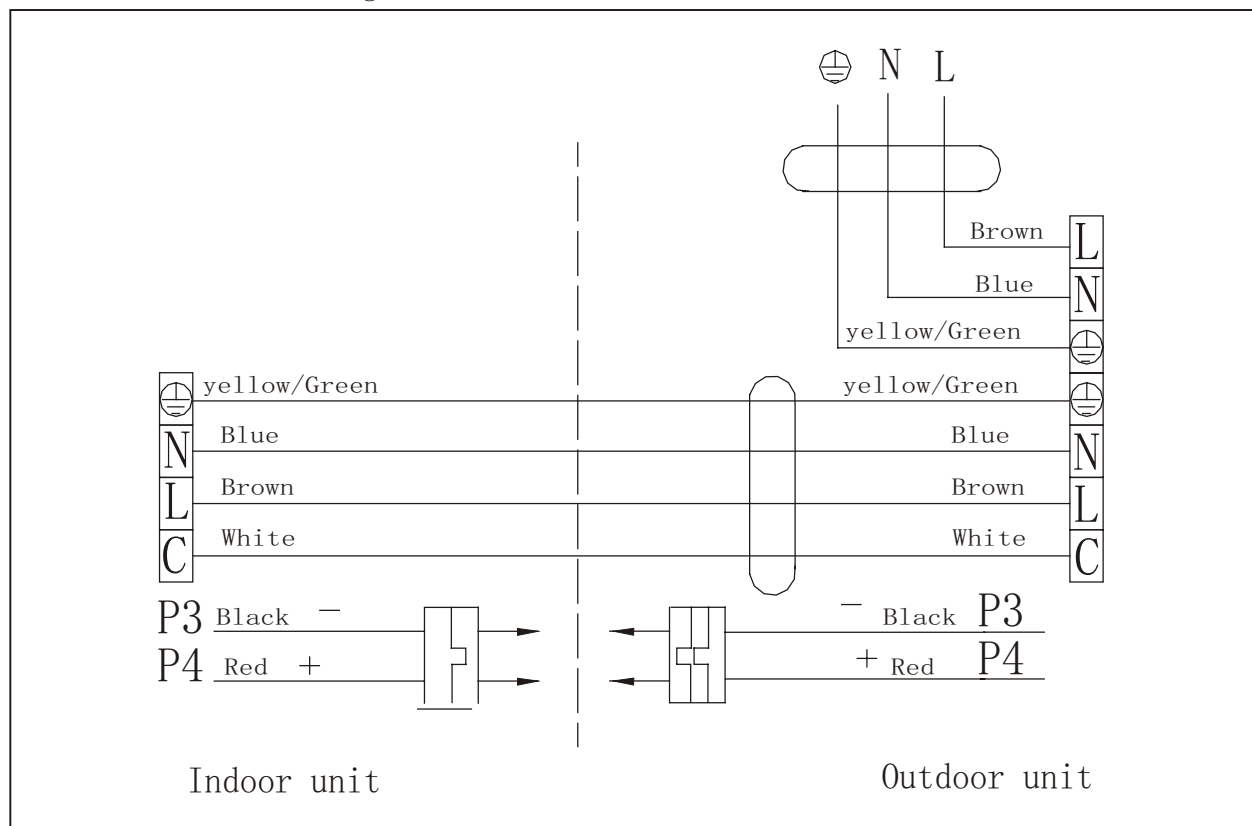 N L
Brown L
Blue N
yellow/Green
yellow/Green yellow/Green
N Blue Blue N
L Brown Brown L
C White White C
P3 Black − − Black P3
P4 Red + + Red P4
Indoor unit Outdoor unit